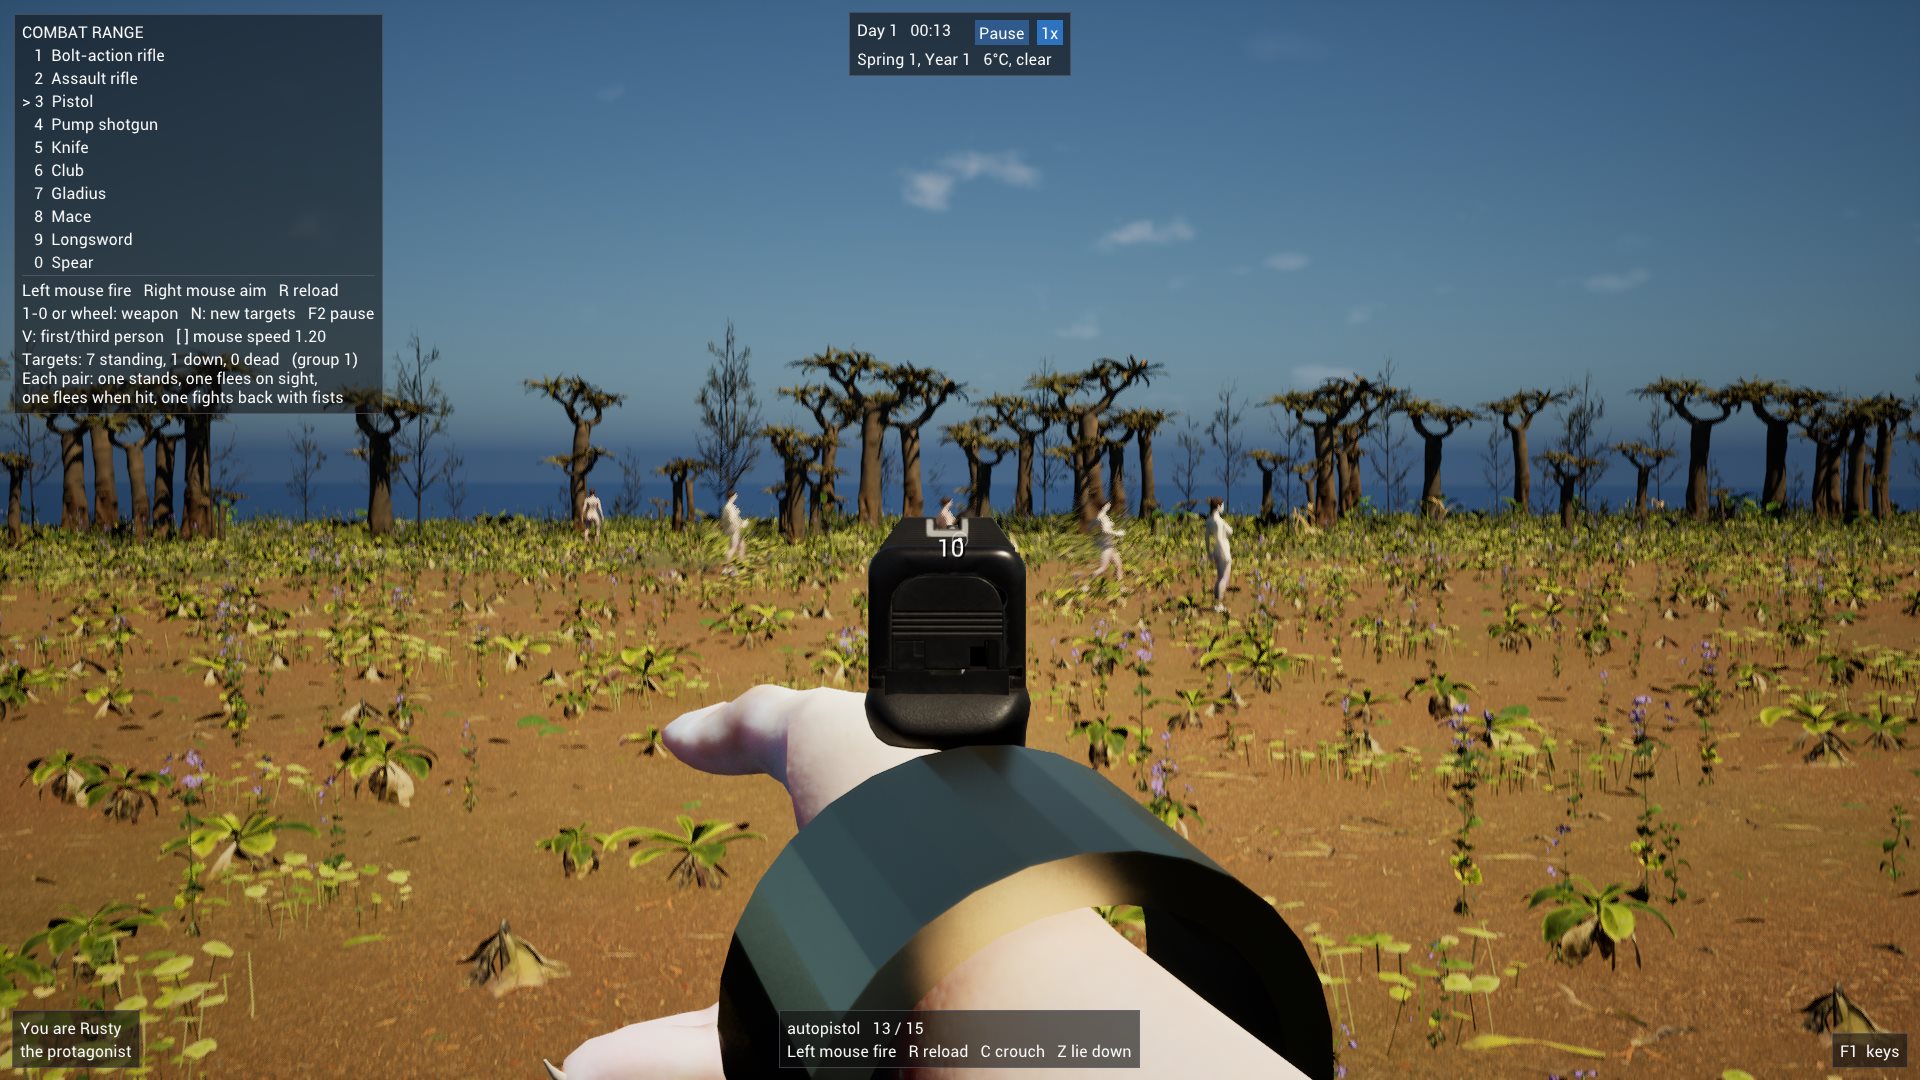 COMBAT RANGE
1 Bolt-action rifle
2 Assault rifle
> 3 Pistol
4 Pump shotgun
5 Knife
6 Club
7 Gladius
8 Mace
9 Longsword
0 Spear
Left mouse fire Right mouse aim R reload
1-0 or wheel: weapon N: new targets F2 pause
V: first/third person [ ] mouse speed 1.20
Targets: 7 standing, 1 down, 0 dead (group 1)
Each pair: one stands, one flees on sight,
one flees when hit, one fights back with fists
Day 1 00:13 Pause 1x
Spring 1, Year 1 6°C, clear
10
You are Rusty
the protagonist
autopistol 13 / 15
Left mouse fire R reload C crouch Z lie down
F1 keys